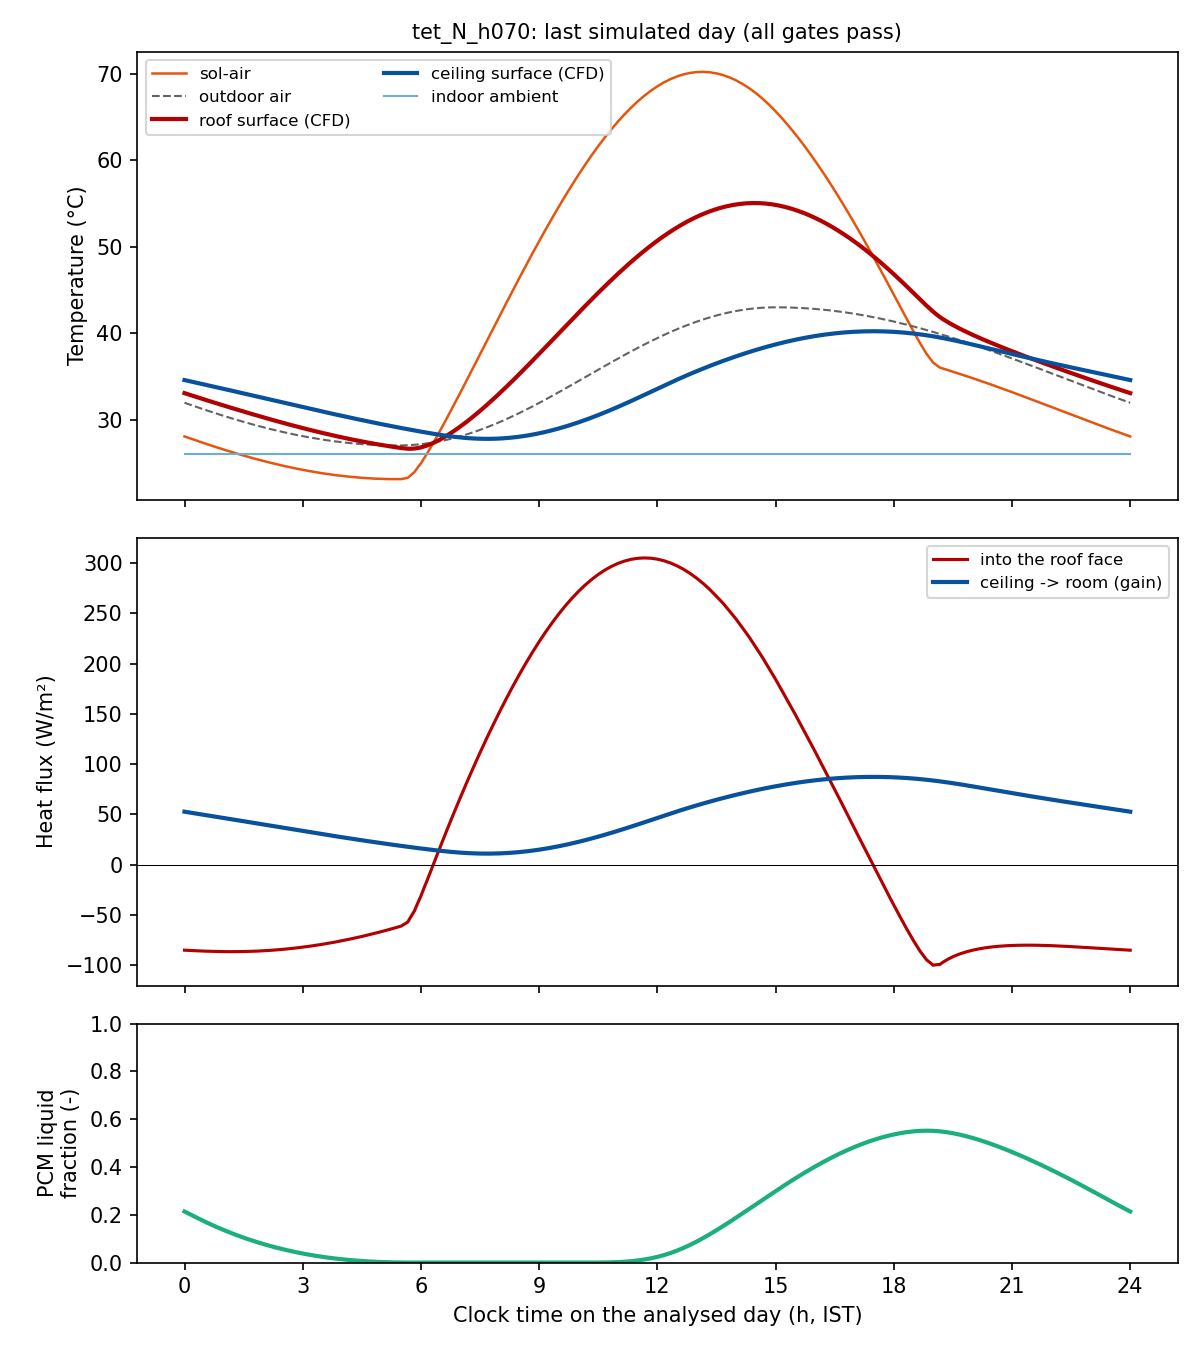 tet_N_h070: last simulated day (all gates pass)
sol-air
outdoor air
roof surface (CFD)
ceiling surface (CFD)
indoor ambient
Temperature (°C)
70
60
50
40
30
into the roof face
ceiling -> room (gain)
Heat flux (W/m²)
300
250
200
150
100
50
0
−50
−100
PCM liquid
fraction (-)
1.0
0.8
0.6
0.4
0.2
0.0
0 3 6 9 12 15 18 21 24
Clock time on the analysed day (h, IST)